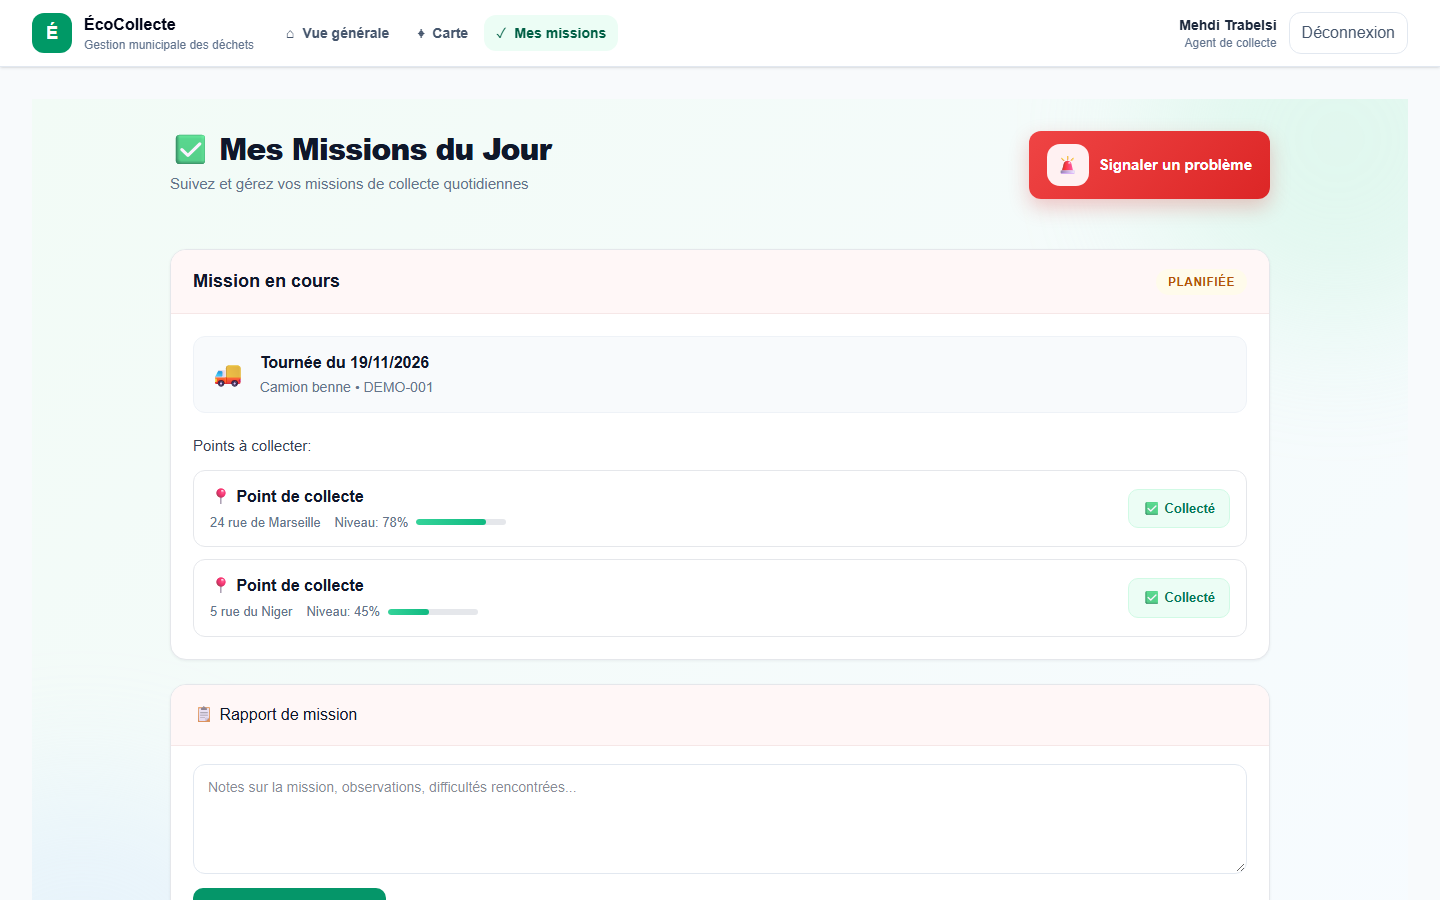 É
ÉcoCollecte
Gestion municipale des déchets
Vue générale
Carte
✓ Mes missions
Mehdi Trabelsi
Agent de collecte
Déconnexion
✅ Mes Missions du Jour
Suivez et gérez vos missions de collecte quotidiennes
Signaler un problème
Mission en cours
PLANIFIÉE
Tournée du 19/11/2026
Camion benne • DEMO-001
Points à collecter:
Point de collecte
24 rue de Marseille Niveau: 78%
✅ Collecté
Point de collecte
5 rue du Niger Niveau: 45%
✅ Collecté
Rapport de mission
Notes sur la mission, observations, difficultés rencontrées...